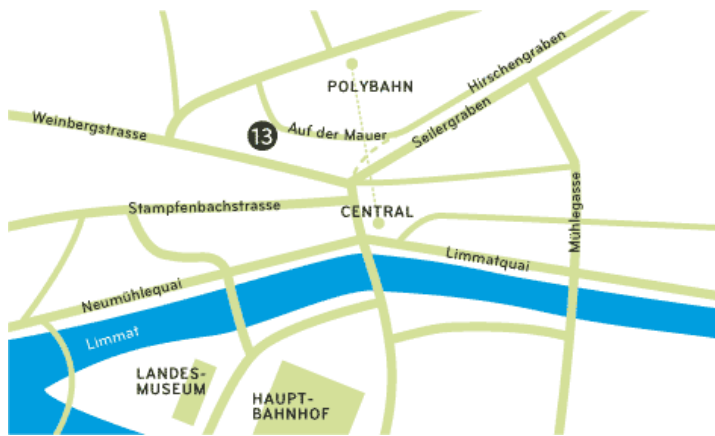 POLYBAHN
Hirschengraben
Weinbergstrasse
13
Auf der Mauer
Seilergraben
Stampfenbachstrasse
CENTRAL
Mühlegasse
Limmatquai
Neumühlequai
Limmat
LANDES-
MUSEUM
HAUPT-
BAHNHOF